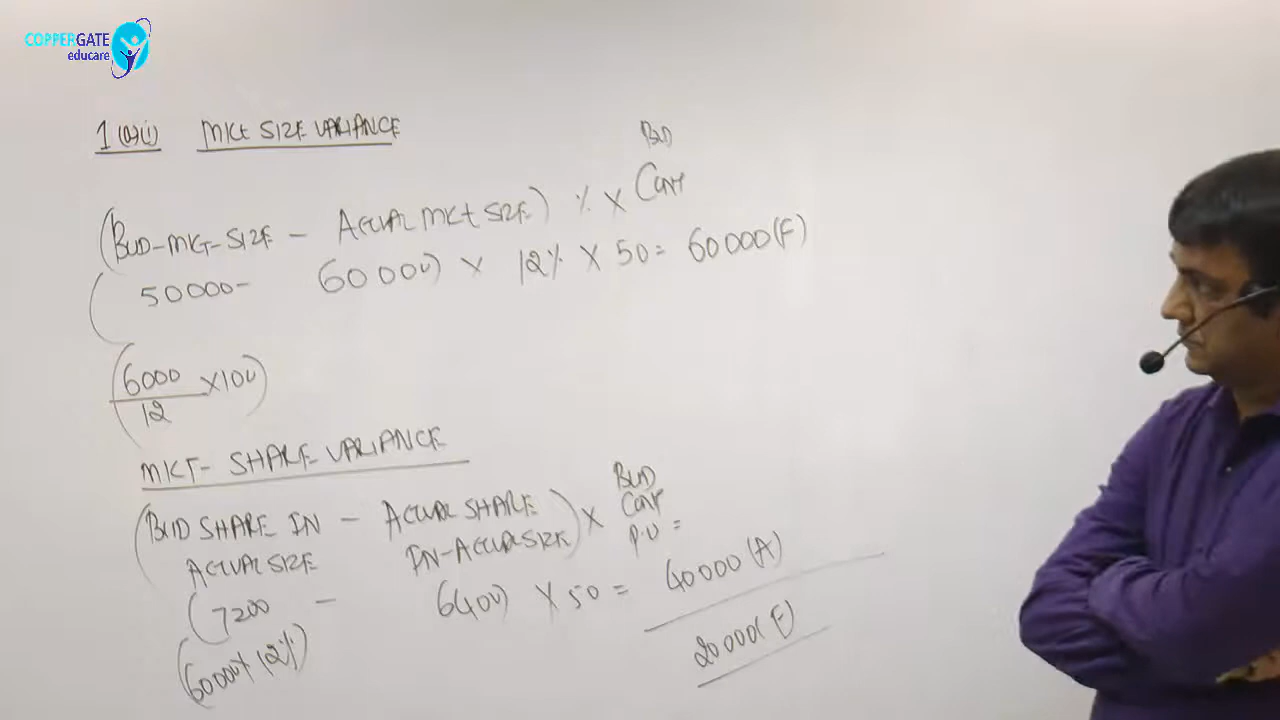 COPPERGATE
educare
1 (a)(i) MKt SIZE VARIANCE
BUD
(BUD-MKT-SIZE - ACTUAL MKt SIZE) % X Cont
(50000- 60000) X 12% X 50= 60000(F)
(6000/12 X100)
MKT- SHARE VARIANCE
(BUD SHARE IN - ACTUAL SHARE) X BUD
ACTUAL SIZE IN-ACTUAL SIZE Cont
P.U =
(7200 - 6400) X 50 = 40000(A)
(60000X12%) 20000(F)